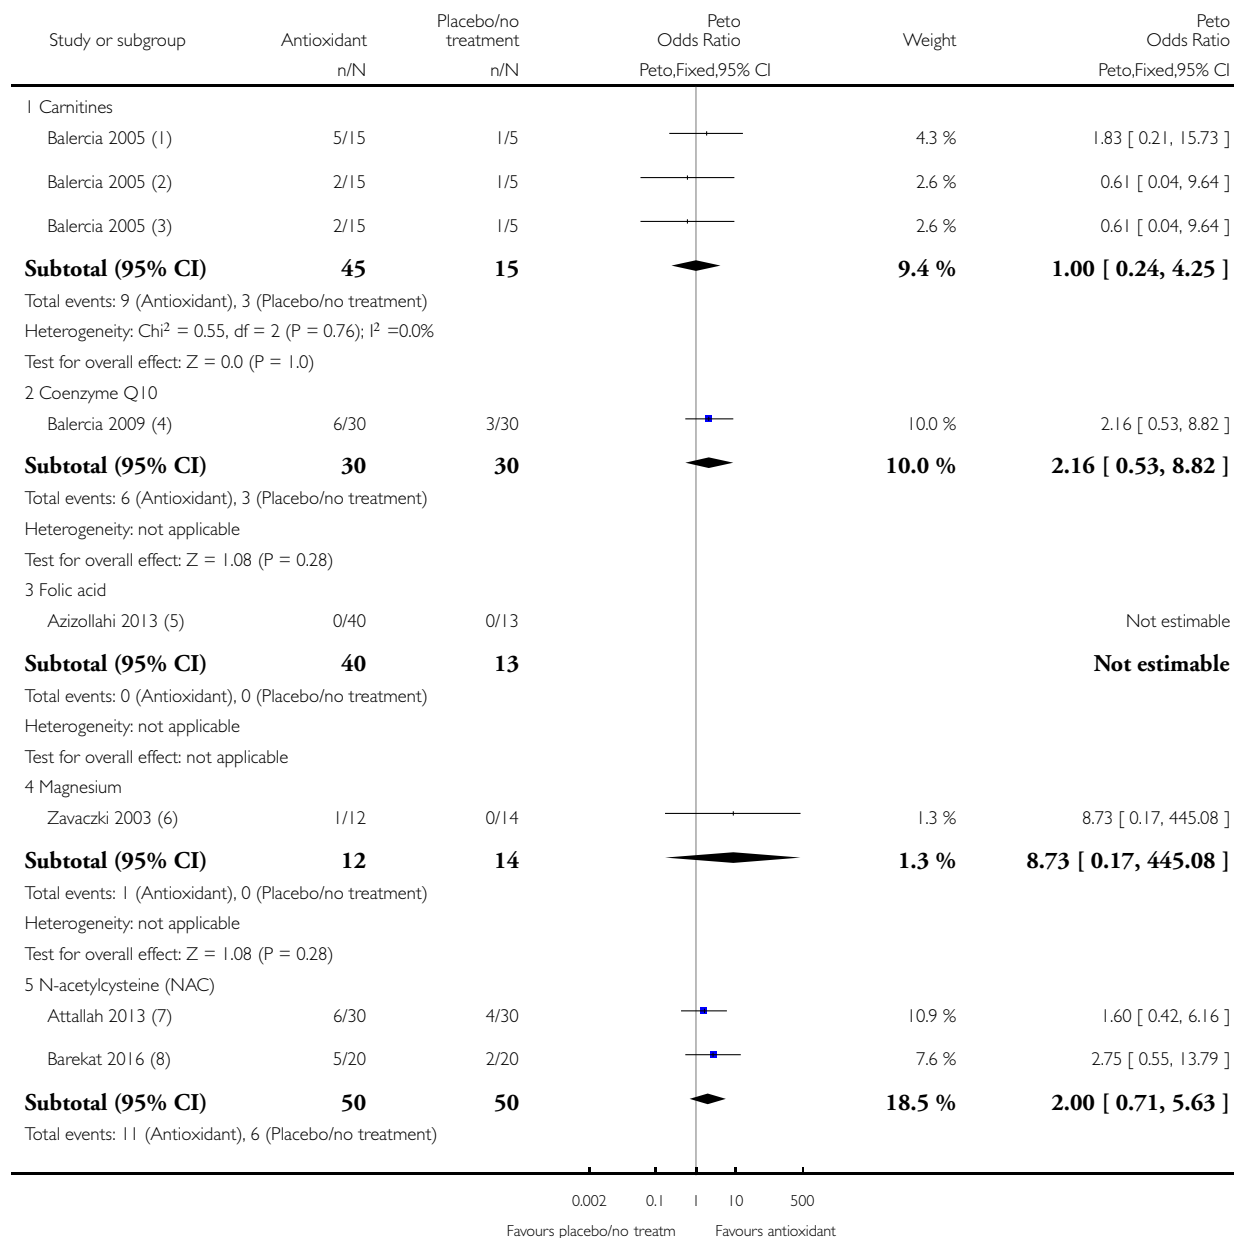 Study or subgroup Antioxidant Placebo/no treatment Peto Odds Ratio Weight Peto Odds Ratio
n/N n/N Peto,Fixed,95% CI Peto,Fixed,95% CI
1 Carnitines
Balercia 2005 (1) 5/15 1/5 4.3 % 1.83 [ 0.21, 15.73 ]
Balercia 2005 (2) 2/15 1/5 2.6 % 0.61 [ 0.04, 9.64 ]
Balercia 2005 (3) 2/15 1/5 2.6 % 0.61 [ 0.04, 9.64 ]
Subtotal (95% CI) 45 15 9.4 % 1.00 [ 0.24, 4.25 ]
Total events: 9 (Antioxidant), 3 (Placebo/no treatment)
Heterogeneity: Chi² = 0.55, df = 2 (P = 0.76); I² =0.0%
Test for overall effect: Z = 0.0 (P = 1.0)
2 Coenzyme Q10
Balercia 2009 (4) 6/30 3/30 10.0 % 2.16 [ 0.53, 8.82 ]
Subtotal (95% CI) 30 30 10.0 % 2.16 [ 0.53, 8.82 ]
Total events: 6 (Antioxidant), 3 (Placebo/no treatment)
Heterogeneity: not applicable
Test for overall effect: Z = 1.08 (P = 0.28)
3 Folic acid
Azizollahi 2013 (5) 0/40 0/13 Not estimable
Subtotal (95% CI) 40 13 Not estimable
Total events: 0 (Antioxidant), 0 (Placebo/no treatment)
Heterogeneity: not applicable
Test for overall effect: not applicable
4 Magnesium
Zavaczki 2003 (6) 1/12 0/14 1.3 % 8.73 [ 0.17, 445.08 ]
Subtotal (95% CI) 12 14 1.3 % 8.73 [ 0.17, 445.08 ]
Total events: 1 (Antioxidant), 0 (Placebo/no treatment)
Heterogeneity: not applicable
Test for overall effect: Z = 1.08 (P = 0.28)
5 N-acetylcysteine (NAC)
Attallah 2013 (7) 6/30 4/30 10.9 % 1.60 [ 0.42, 6.16 ]
Barekat 2016 (8) 5/20 2/20 7.6 % 2.75 [ 0.55, 13.79 ]
Subtotal (95% CI) 50 50 18.5 % 2.00 [ 0.71, 5.63 ]
Total events: 11 (Antioxidant), 6 (Placebo/no treatment)
0.002 0.1 1 10 500
Favours placebo/no treatm Favours antioxidant